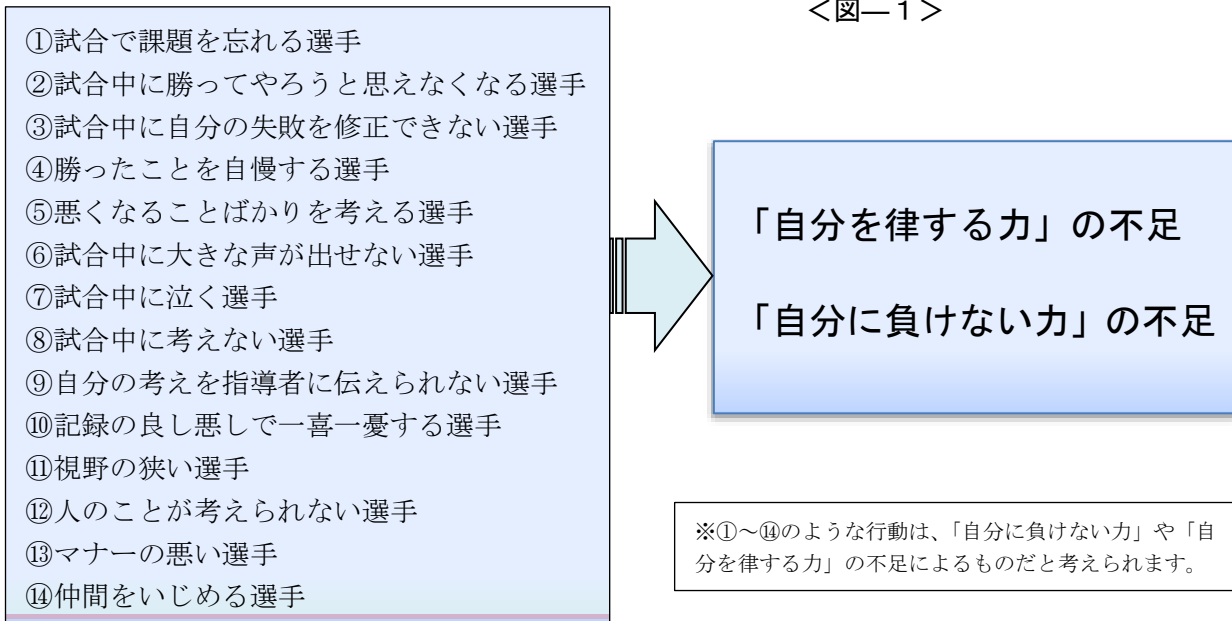 ＜図―１＞
①試合で課題を忘れる選手
②試合中に勝ってやろうと思えなくなる選手
③試合中に自分の失敗を修正できない選手
④勝ったことを自慢する選手
⑤悪くなることばかりを考える選手
⑥試合中に大きな声が出せない選手
⑦試合中に泣く選手
⑧試合中に考えない選手
⑨自分の考えを指導者に伝えられない選手
⑩記録の良し悪しで一喜一憂する選手
⑪視野の狭い選手
⑫人のことが考えられない選手
⑬マナーの悪い選手
⑭仲間をいじめる選手
「自分を律する力」の不足
「自分に負けない力」の不足
※①～⑭のような行動は、「自分に負けない力」や「自
分を律する力」の不足によるものだと考えられます。